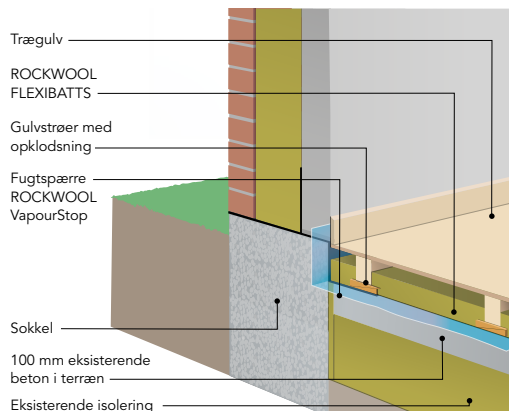 Trægulv
ROCKWOOL
FLEXIBATTS
Gulvstrøer med
opklodsning
Fugtspærre
ROCKWOOL
VapourStop
Sokkel
100 mm eksisterende
beton i terræn
Eksisterende isolering